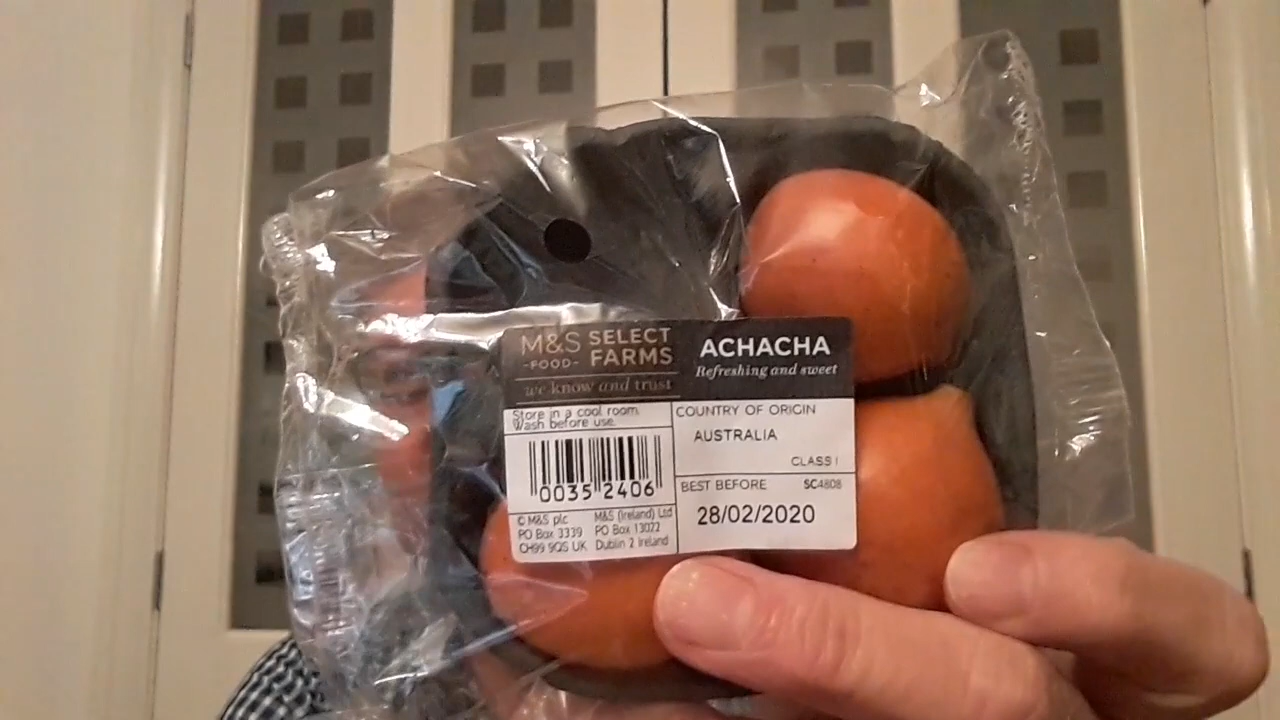 M&S SELECT
-FOOD- FARMS
we know and trust
ACHACHA
Refreshing and sweet
Store in a cool room.
Wash before use.
0035 2406
© M&S plc
PO Box 3339
CH99 9QS UK
M&S (Ireland) Ltd
PO Box 13022
Dublin 2 Ireland
COUNTRY OF ORIGIN
AUSTRALIA
CLASS I
BEST BEFORE SC4808
28/02/2020